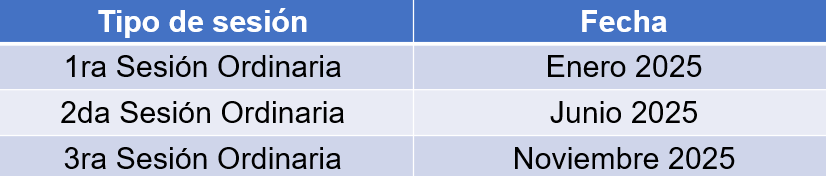 Tipo de sesión Fecha
1ra Sesión Ordinaria Enero 2025
2da Sesión Ordinaria Junio 2025
3ra Sesión Ordinaria Noviembre 2025